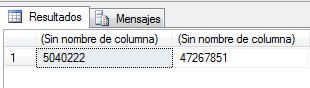 Resultados Mensajes
(Sin nombre de columna) (Sin nombre de columna)
1 5040222 47267851